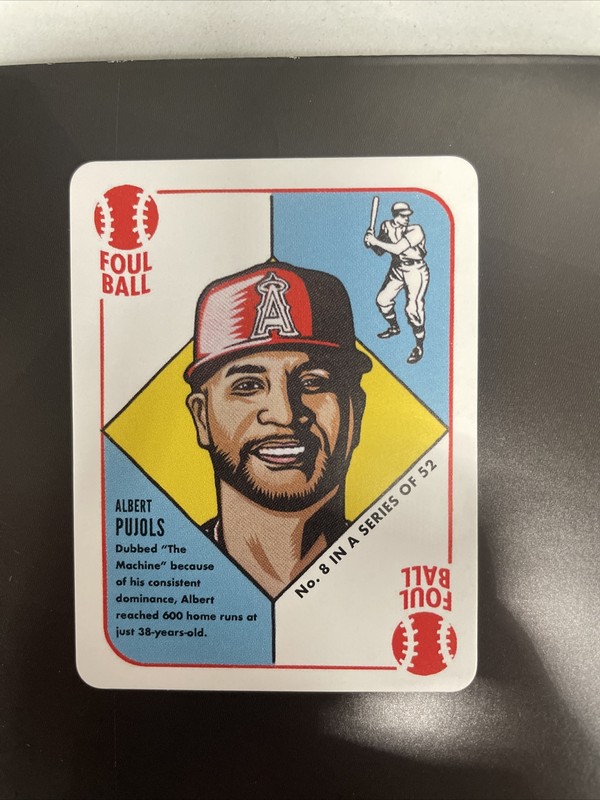 FOUL
BALL
A
ALBERT
PUJOLS
Dubbed "The
Machine" because
of his consistent
dominance, Albert
reached 600 home runs at
just 38-years-old.
No. 8 IN A SERIES OF 52
FOUL
BALL